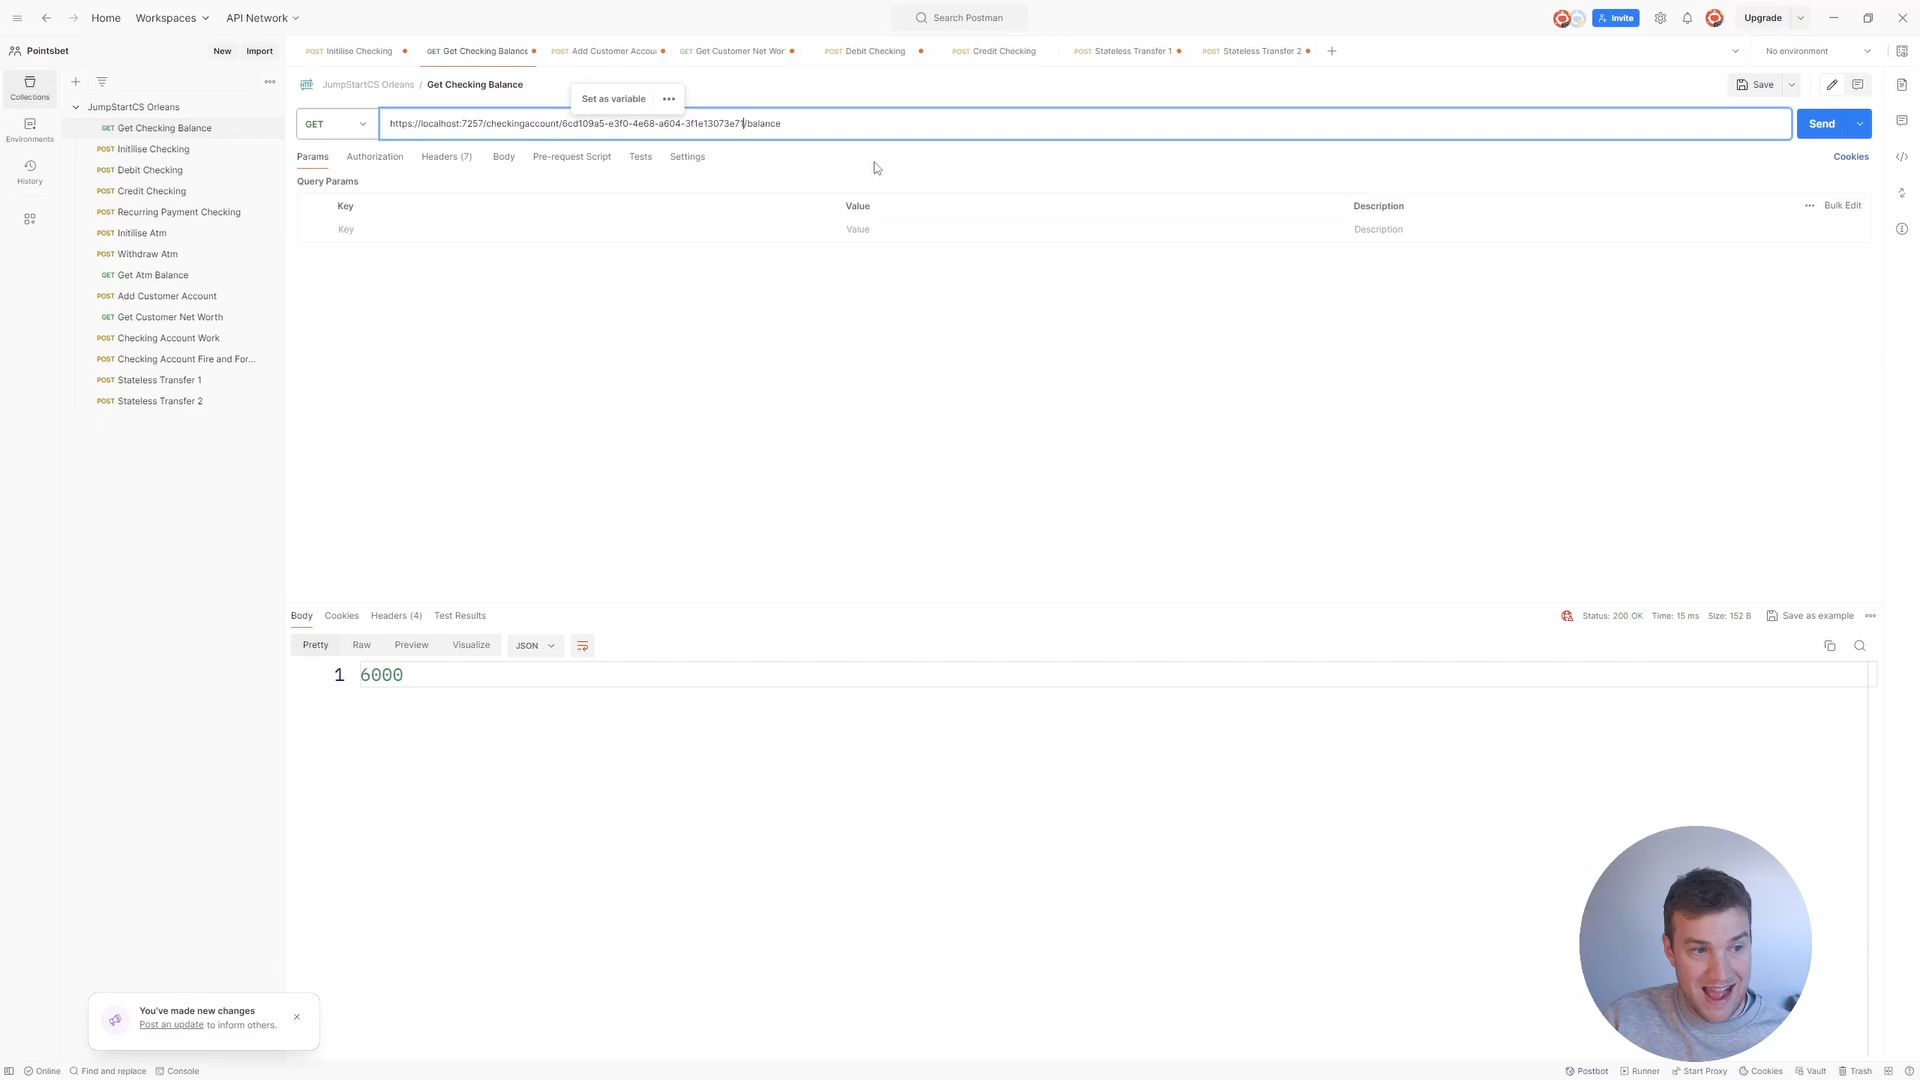 Home Workspaces API Network Search Postman Invite Upgrade
Pointsbet New Import POST Initilise Checking GET Get Checking Balance POST Add Customer Accou GET Get Customer Net Wor POST Debit Checking POST Credit Checking POST Stateless Transfer 1 POST Stateless Transfer 2 No environment
Collections
Environments
History
JumpStartCS Orleans
GET Get Checking Balance
POST Initilise Checking
POST Debit Checking
POST Credit Checking
POST Recurring Payment Checking
POST Initilise Atm
POST Withdraw Atm
GET Get Atm Balance
POST Add Customer Account
GET Get Customer Net Worth
POST Checking Account Work
POST Checking Account Fire and For...
POST Stateless Transfer 1
POST Stateless Transfer 2
HTTP JumpStartCS Orleans / Get Checking Balance Save
Set as variable
GET https://localhost:7257/checkingaccount/6cd109a5-e3f0-4e68-a604-3f1e13073e71/balance Send
Params Authorization Headers (7) Body Pre-request Script Tests Settings Cookies
Query Params
Key Value Description Bulk Edit
Key Value Description
Body Cookies Headers (4) Test Results Status: 200 OK Time: 15 ms Size: 152 B Save as example
Pretty Raw Preview Visualize JSON
1 6000
You've made new changes
Post an update to inform others.
Online Find and replace Console Postbot Runner Start Proxy Cookies Vault Trash